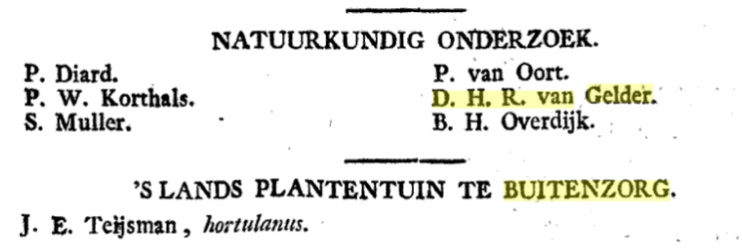 NATUURKUNDIG ONDERZOEK.
P. Diard. P. van Oort.
P. W. Korthals. D. H. R. van Gelder.
S. Muller. B. H. Overdijk.
'S LANDS PLANTENTUIN TE BUITENZORG.
J. E. Teijsman, hortulanus.